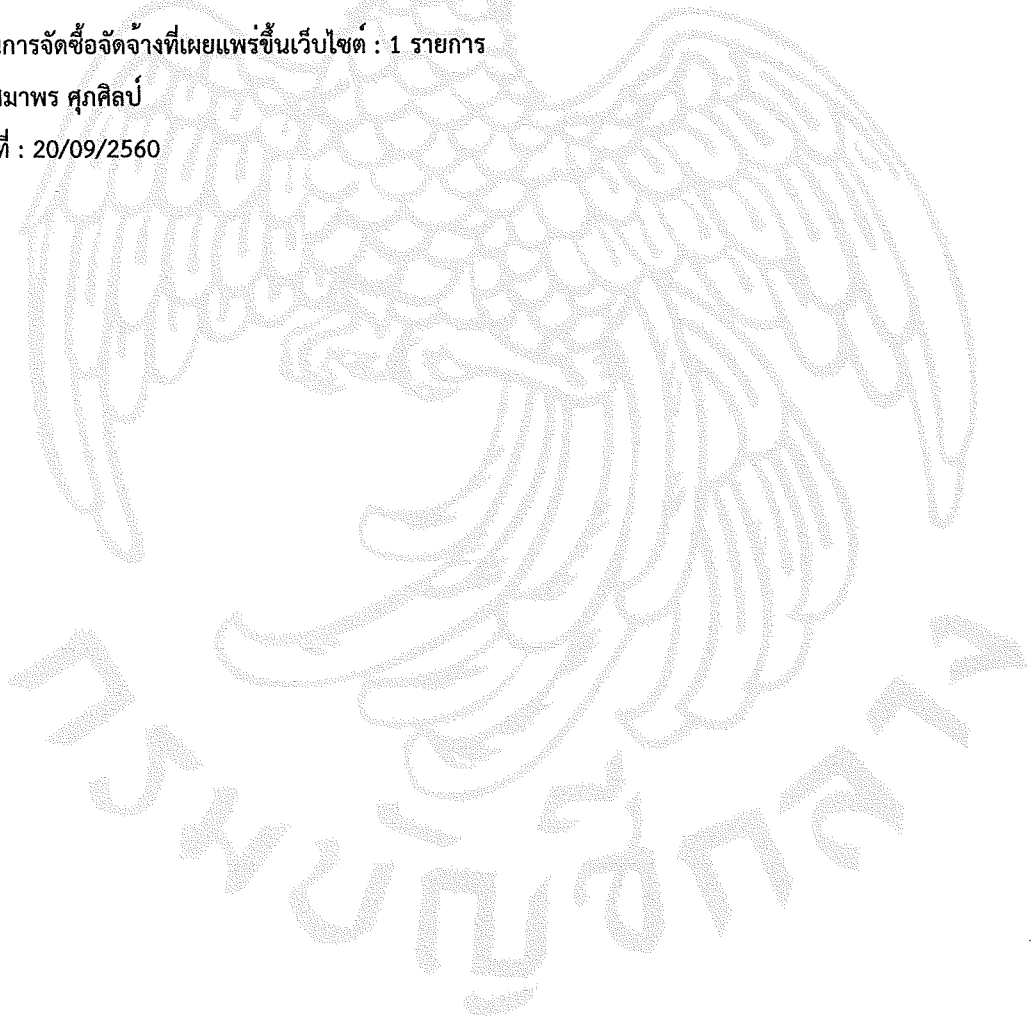 การจัดซื้อจัดจ้างที่เผยแพร่ขึ้นเว็บไซต์ : 1 รายการ
สมาพร ศุภศิลป์
ที่ : 20/09/2560
กรมบัญชีกลาง